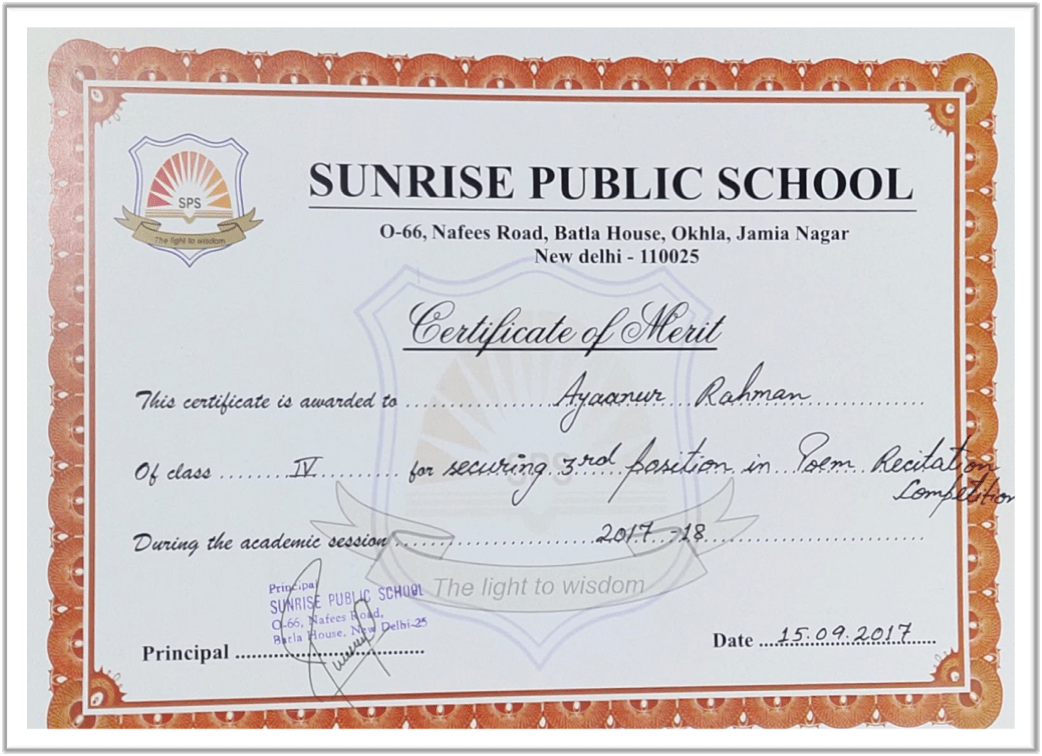 SPS
The light to wisdom
SUNRISE PUBLIC SCHOOL
O-66, Nafees Road, Batla House, Okhla, Jamia Nagar
New delhi - 110025
Certificate of Merit
This certificate is awarded to Ayaanur Rahman
Of class IV for securing 3rd position in Poem Recitation
Competition
SPS
During the academic session 2017-18
The light to wisdom
Principal
SUNRISE PUBLIC SCHOOL
O-66, Nafees Road,
Batla House, New Delhi-25
Principal
Date 15.09.2017